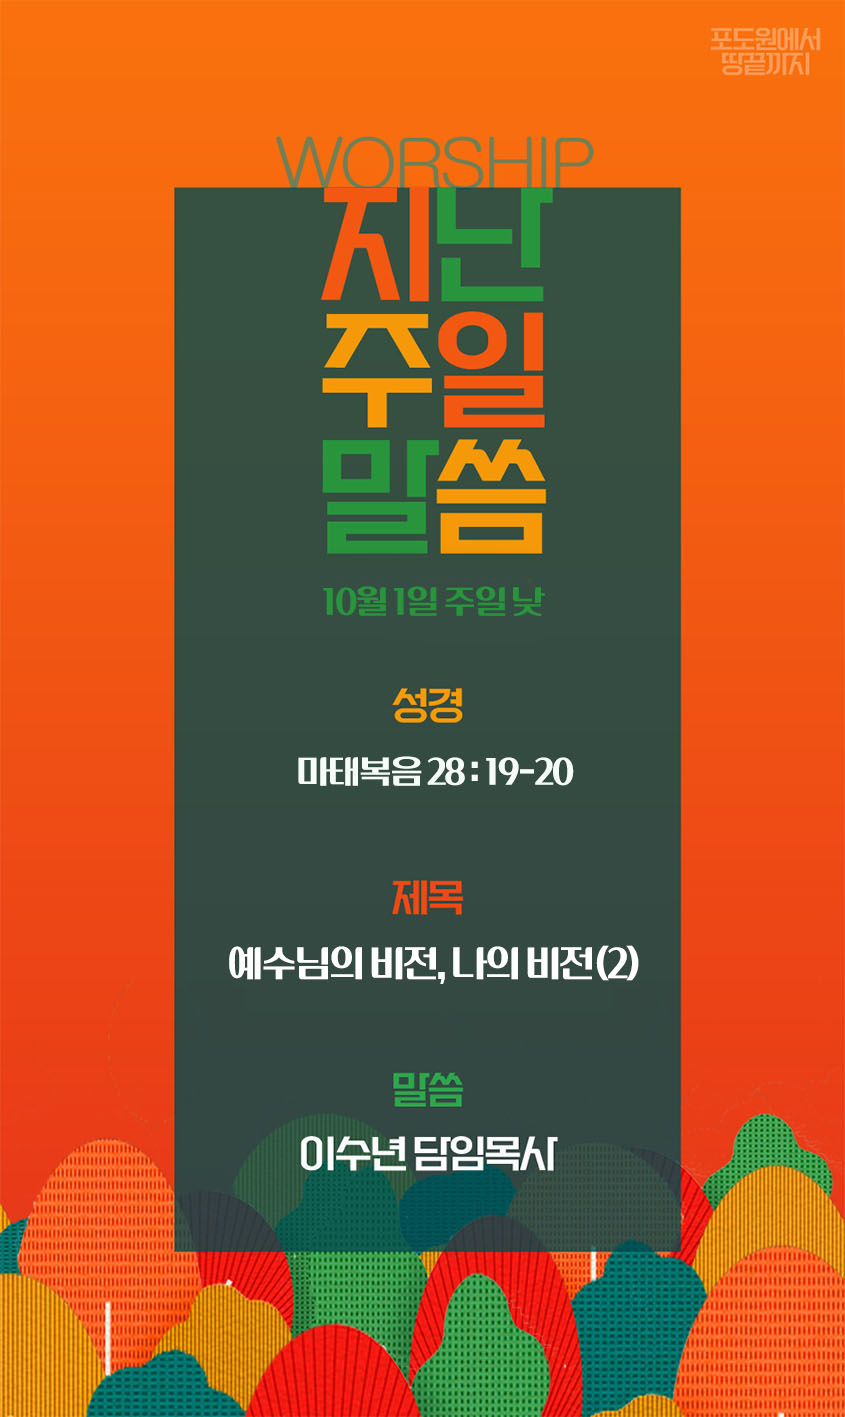 포도원에서
땅끝까지
WORSHIP
지난
주일
말씀
10월 1일 주일 낮
성경
마태복음 28 : 19-20
제목
예수님의 비전, 나의 비전(2)
말씀
이수년 담임목사